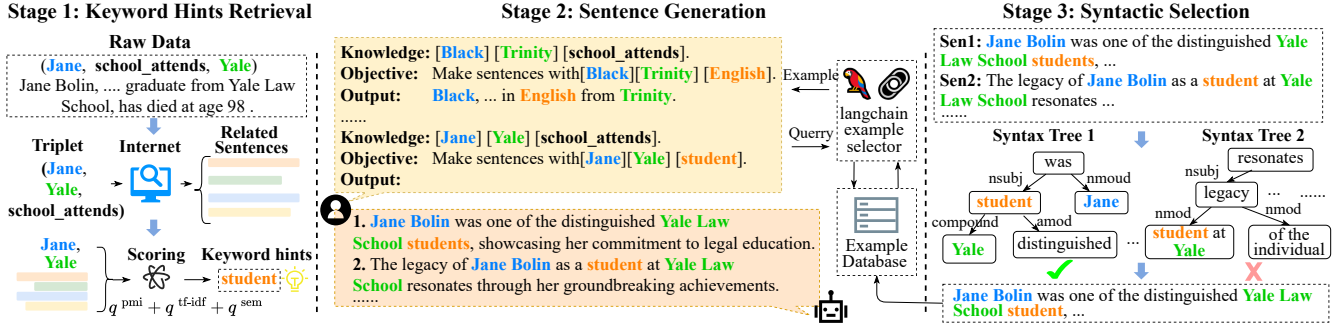 Stage 1: Keyword Hints Retrieval
Raw Data
(Jane, school_attends, Yale)
Jane Bolin, .... graduate from Yale Law
School, has died at age 98 .
Triplet
(Jane,
Yale,
school_attends)
Internet
Related
Sentences
Jane,
Yale
Scoring
Keyword hints
student
q^pmi + q^tf-idf + q^sem
Stage 2: Sentence Generation
Knowledge: [Black] [Trinity] [school_attends].
Objective: Make sentences with[Black][Trinity] [English].
Output: Black, ... in English from Trinity.
......
Knowledge: [Jane] [Yale] [school_attends].
Objective: Make sentences with[Jane][Yale] [student].
Output:
1. Jane Bolin was one of the distinguished Yale Law
School students, showcasing her commitment to legal education.
2. The legacy of Jane Bolin as a student at Yale Law
School resonates through her groundbreaking achievements.
......
Example
Querry
langchain
example
selector
Example
Database
Stage 3: Syntactic Selection
Sen1: Jane Bolin was one of the distinguished Yale
Law School students, ...
Sen2: The legacy of Jane Bolin as a student at Yale
Law School resonates ...
......
Syntax Tree 1
was
nsubj
nmoud
student
Jane
compound
amod
Yale
distinguished
...
Syntax Tree 2
resonates
nsubj
legacy
...
......
nmod
nmod
student at
Yale
of the
individual
Jane Bolin was one of the distinguished Yale Law
School student, ...